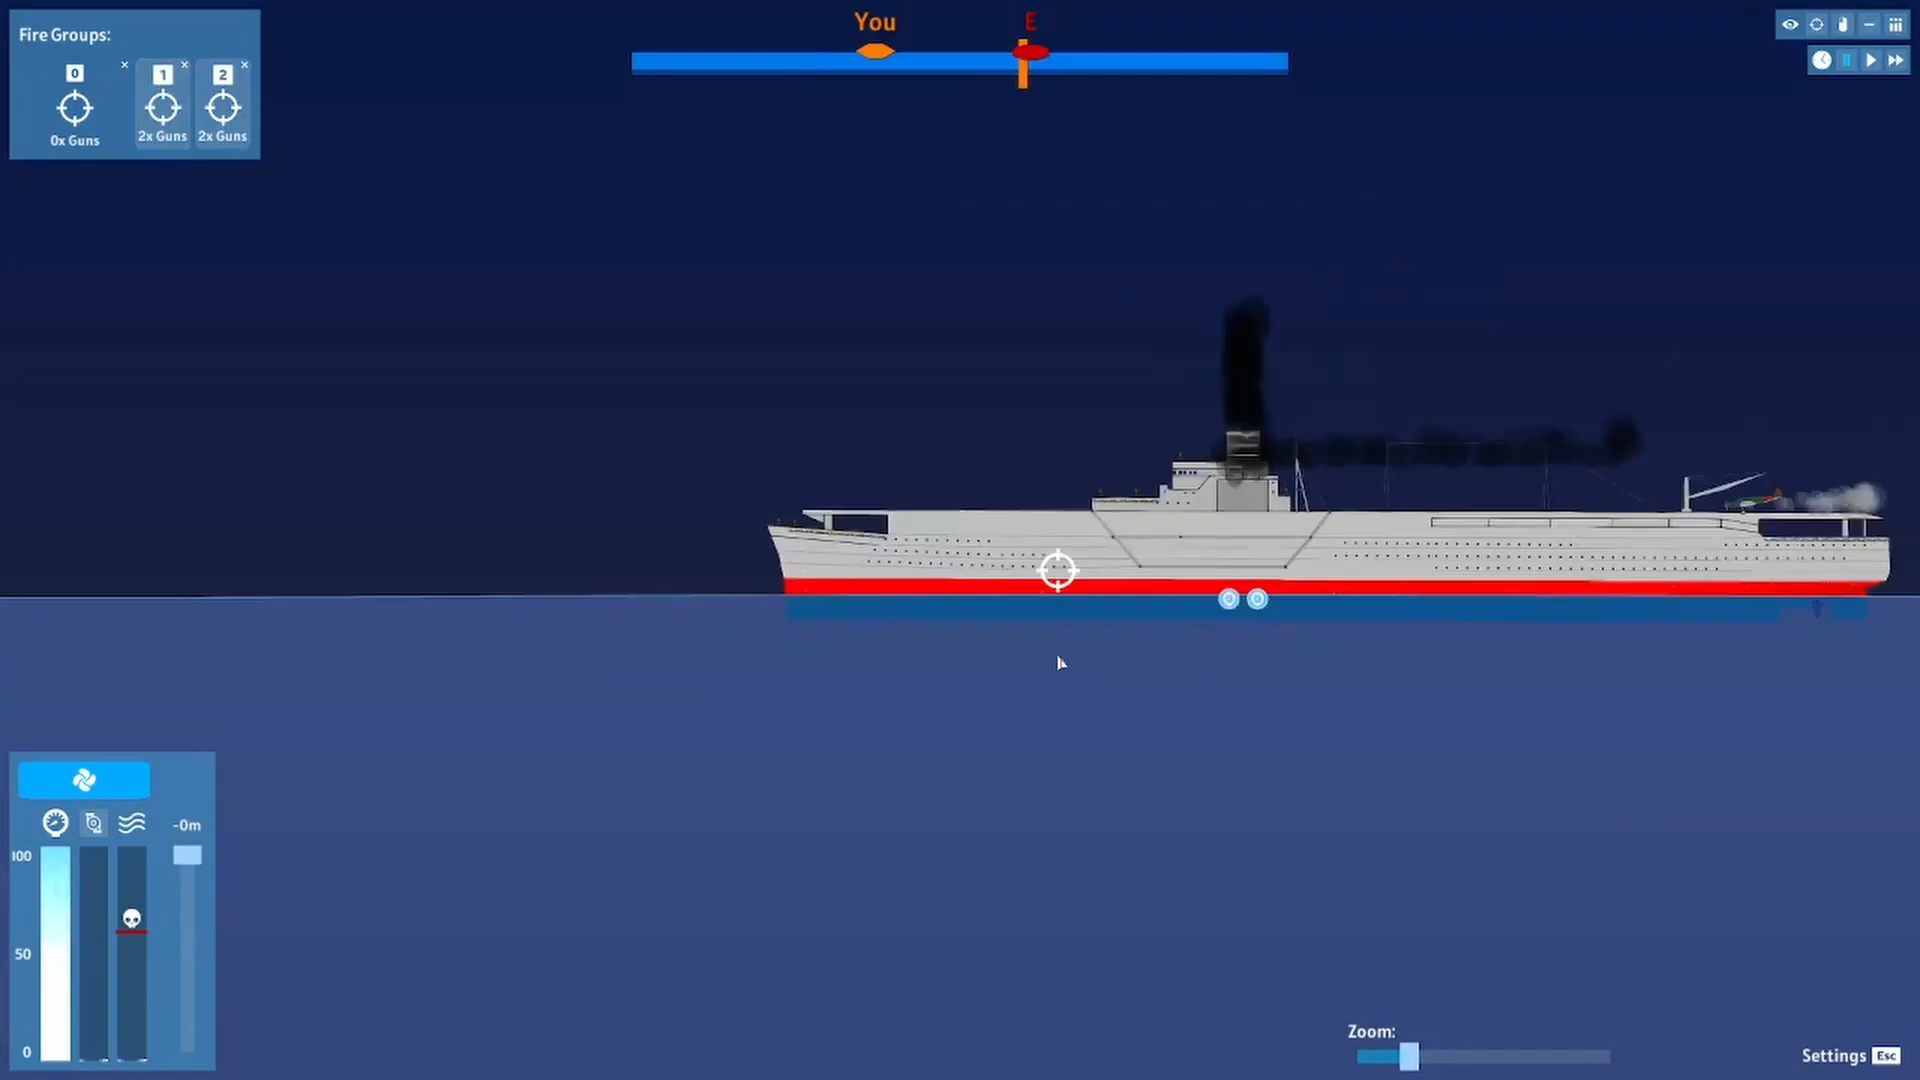 You
E
Fire Groups:
0
1
2
0x Guns
2x Guns
2x Guns
-0m
100
50
0
Zoom:
Settings Esc